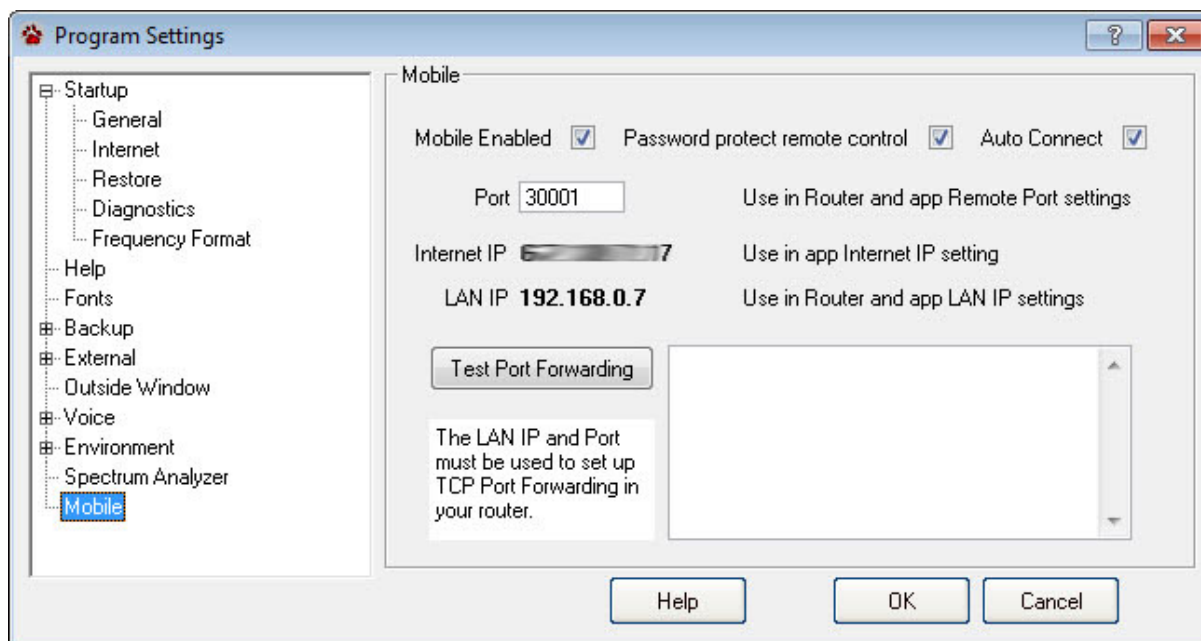 Program Settings
Startup
General
Internet
Restore
Diagnostics
Frequency Format
Help
Fonts
Backup
External
Outside Window
Voice
Environment
Spectrum Analyzer
Mobile
Mobile
Mobile Enabled Password protect remote control Auto Connect
Port 30001 Use in Router and app Remote Port settings
Internet IP Use in app Internet IP setting
LAN IP 192.168.0.7 Use in Router and app LAN IP settings
Test Port Forwarding
The LAN IP and Port
must be used to set up
TCP Port Forwarding in
your router.
Help OK Cancel